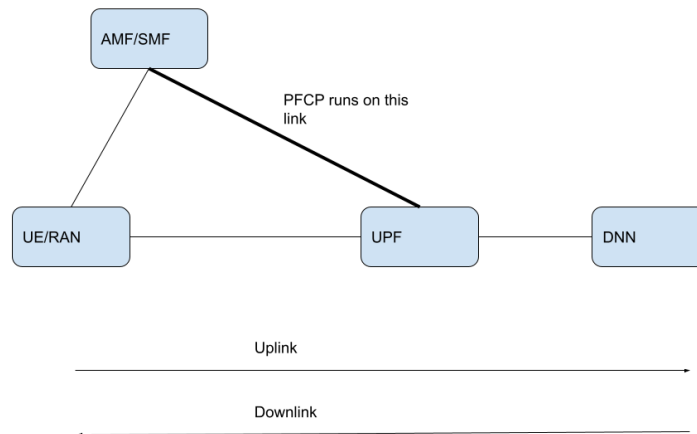 AMF/SMF
PFCP runs on this
link
UE/RAN
UPF
DNN
Uplink
Downlink